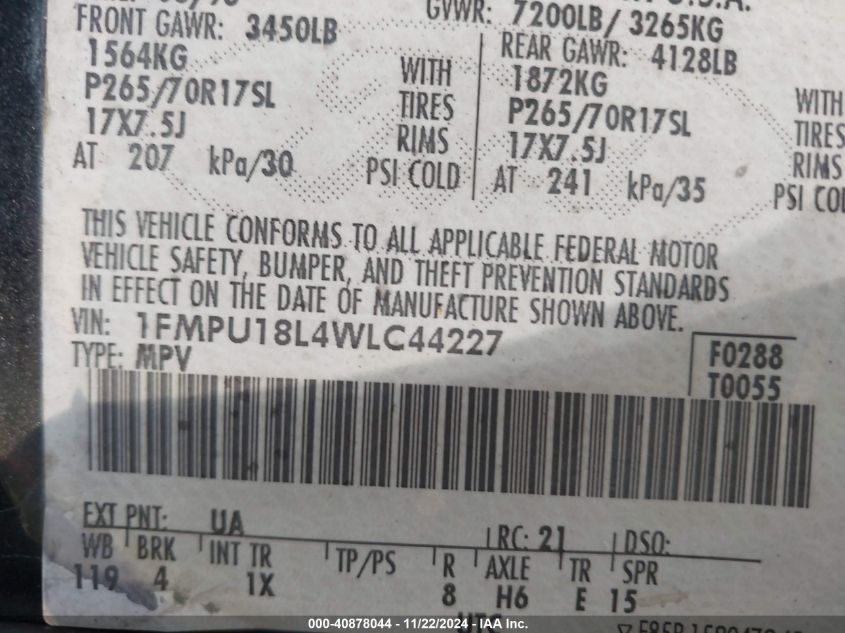 GVWR: 7200LB/ 3265KG
FRONT GAWR: 3450LB
REAR GAWR: 4128LB
1564KG WITH
1872KG WITH
P265/70R17SL TIRES
P265/70R17SL TIRES
17X7.5J RIMS
17X7.5J RIMS
AT 207 kPa/30 PSI COLD
AT 241 kPa/35 PSI COL
THIS VEHICLE CONFORMS TO ALL APPLICABLE FEDERAL MOTOR
VEHICLE SAFETY, BUMPER, AND THEFT PREVENTION STANDARDS
IN EFFECT ON THE DATE OF MANUFACTURE SHOWN ABOVE.
VIN: 1FMPU18L4WLC44227
TYPE: MPV
F0288
T0055
EXT PNT: UA RC: 21 DSO:
WB BRK INT TR TP/PS R AXLE TR SPR
119 4 1X 8 H6 E 15
000-40878044 - 11/22/2024 - IAA Inc.